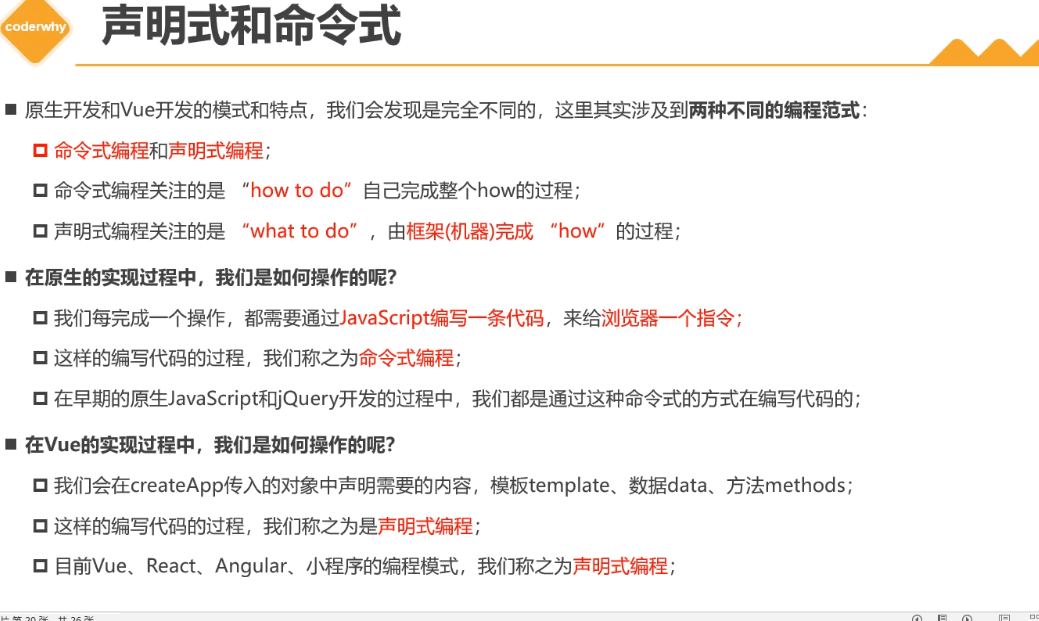 coderwhy
声明式和命令式
原生开发和Vue开发的模式和特点，我们会发现是完全不同的，这里其实涉及到两种不同的编程范式：
命令式编程和声明式编程；
命令式编程关注的是 “how to do” 自己完成整个how的过程；
声明式编程关注的是 “what to do” ，由框架(机器)完成 “how” 的过程；
在原生的实现过程中，我们是如何操作的呢？
我们每完成一个操作，都需要通过JavaScript编写一条代码，来给浏览器一个指令；
这样的编写代码的过程，我们称之为命令式编程；
在早期的原生JavaScript和jQuery开发的过程中，我们都是通过这种命令式的方式在编写代码的；
在Vue的实现过程中，我们是如何操作的呢？
我们会在createApp传入的对象中声明需要的内容，模板template、数据data、方法methods；
这样的编写代码的过程，我们称之为是声明式编程；
目前Vue、React、Angular、小程序的编程模式，我们称之为声明式编程；